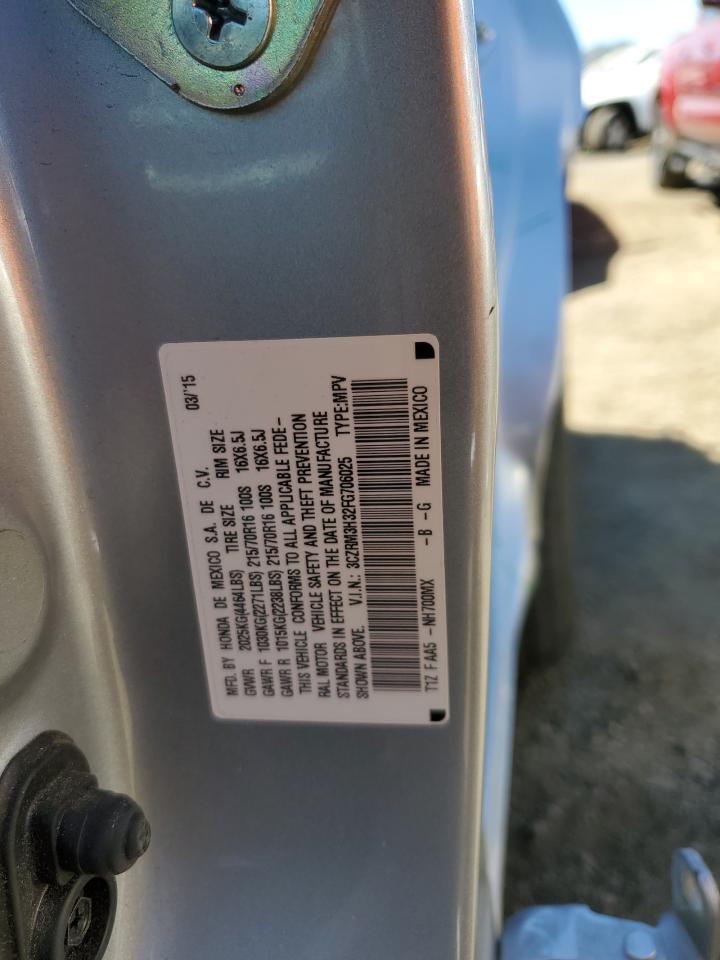 MFD. BY HONDA DE MEXICO S.A. DE C.V. 03/'15
TIRE SIZE RIM SIZE
GVWR 2025KG(4464LBS)
GAWR F 1030KG(2271LBS) 215/70R16 100S 16X6.5J
GAWR R 1015KG(2238LBS) 215/70R16 100S 16X6.5J
THIS VEHICLE CONFORMS TO ALL APPLICABLE FEDE-
RAL MOTOR VEHICLE SAFETY AND THEFT PREVENTION
STANDARDS IN EFFECT ON THE DATE OF MANUFACTURE
SHOWN ABOVE. V.I.N.: 3CZRM3H32FG706025 TYPE:MPV
T1Z F AA5 -NH700MX -B -G MADE IN MEXICO